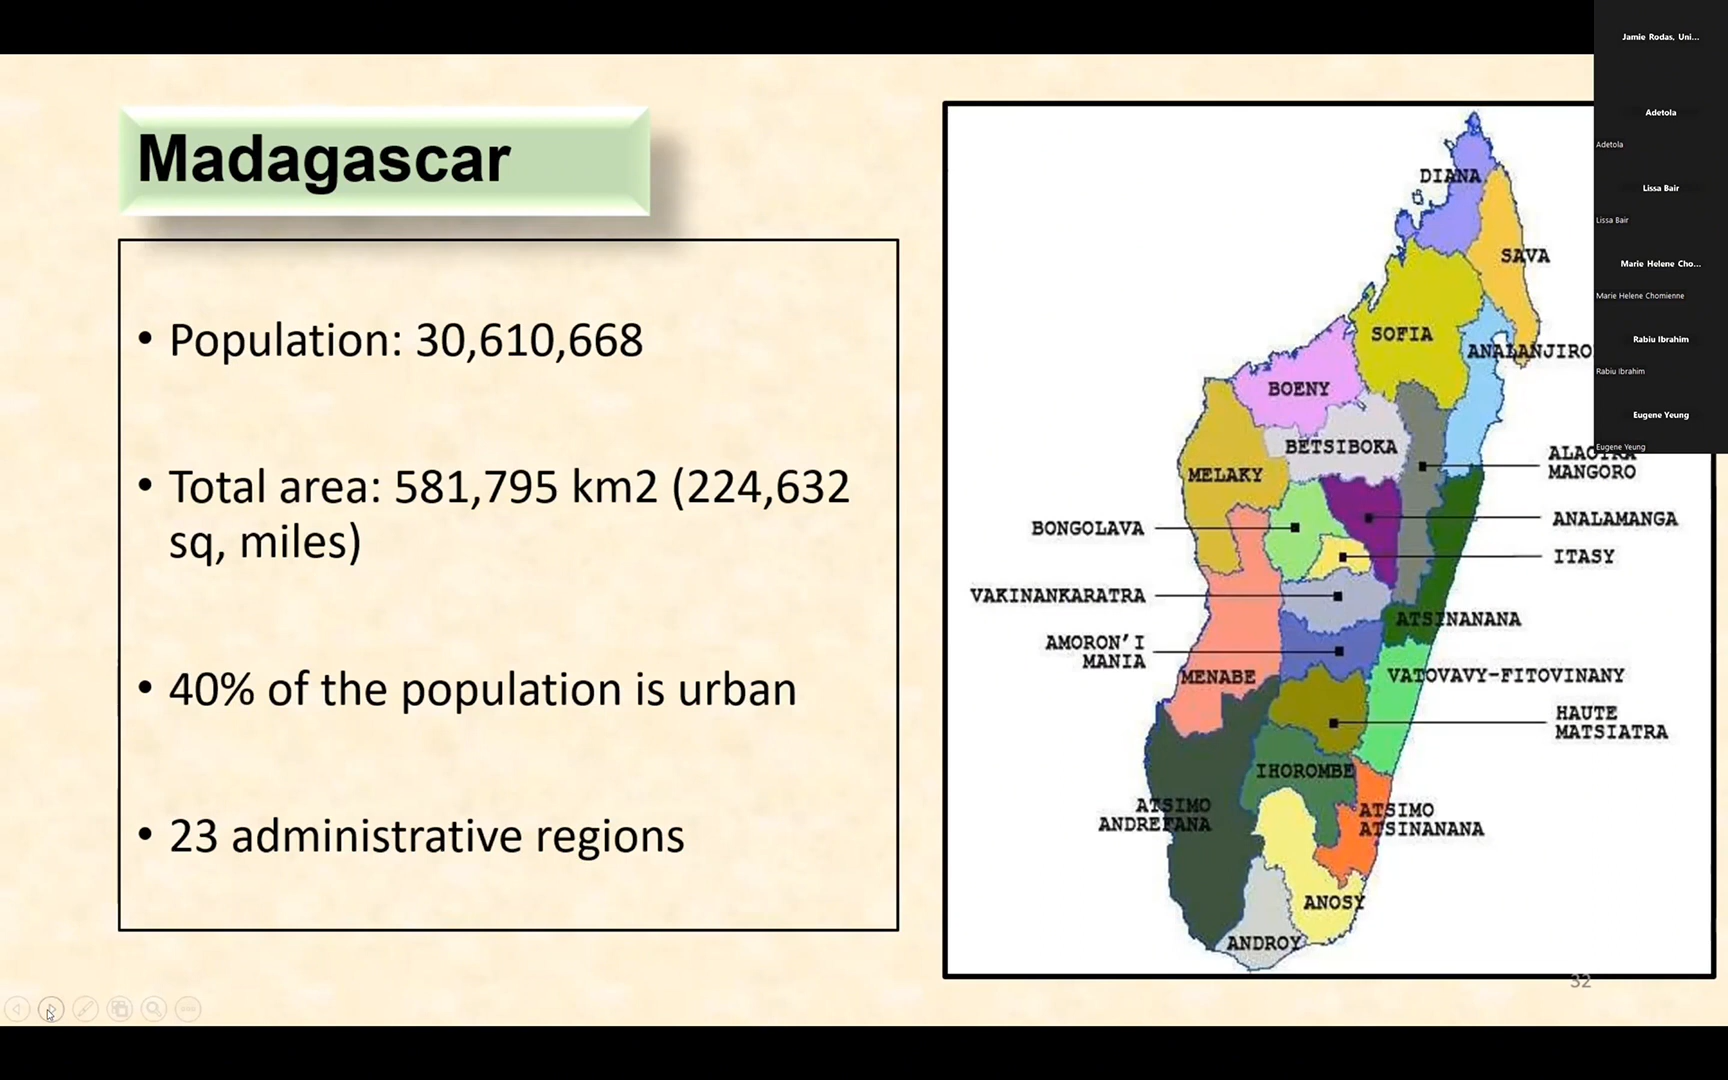 Madagascar
• Population: 30,610,668
• Total area: 581,795 km2 (224,632
sq, miles)
• 40% of the population is urban
• 23 administrative regions
DIANA
SAVA
SOFIA
ANALANJIRO
BOENY
BETSIBOKA
MELAKY
ALAOTRA
MANGORO
BONGOLAVA
ANALAMANGA
ITASY
VAKINANKARATRA
ATSINANANA
AMORON'I
MANIA
MENABE
VATOVAVY-FITOVINANY
HAUTE
MATSIATRA
IHOROMBE
ATSIMO
ANDREFANA
ATSIMO
ATSINANANA
ANOSY
ANDROY
32
Jamie Rodas, Uni...
Adetola
Adetola
Lissa Bair
Lissa Bair
Marie Helene Cho...
Marie Helene Chomienne
Rabiu Ibrahim
Rabiu Ibrahim
Eugene Yeung
Eugene Yeung